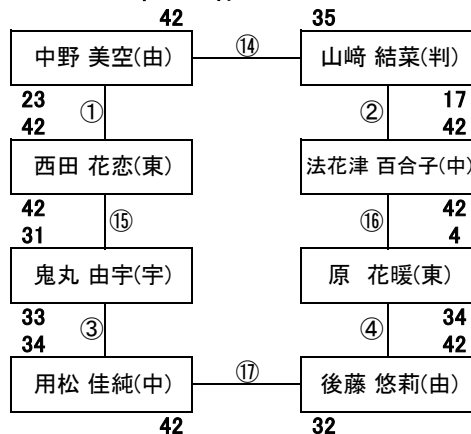 42 35
中野 美空(由) ⑭ 山﨑 結菜(判)
23 ① ② 17
42 42
西田 花恋(東) 法花津 百合子(中)
42 ⑮ ⑯ 42
31 4
鬼丸 由宇(宇) 原 花暖(東)
33 ③ ④ 34
34 42
用松 佳純(中) ⑰ 後藤 悠莉(由)
42 32